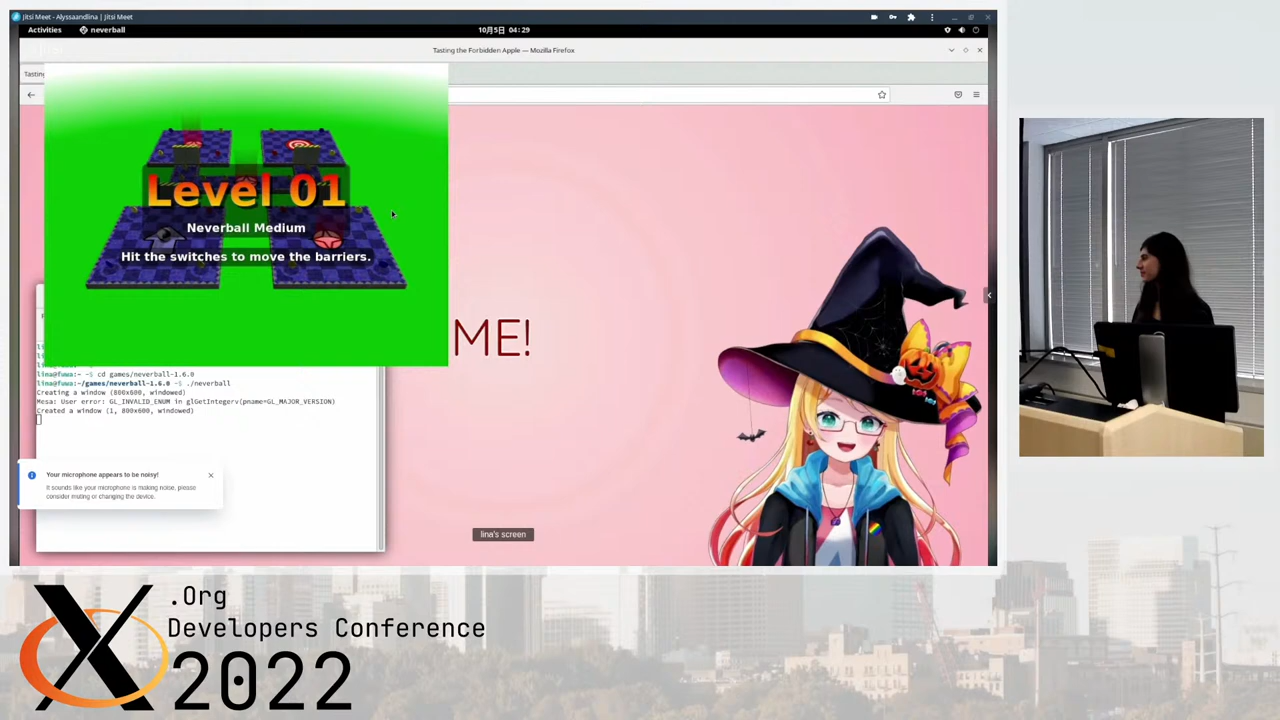 Jitsi Meet - Alyssaandlina | Jitsi Meet
Activities
neverball
10月5日 04:29
Tasting the Forbidden Apple — Mozilla Firefox
Tasting
Level 01
Neverball Medium
Hit the switches to move the barriers.
ME!
lina@fuwa:~ ~$ cd games/neverball-1.6.0
lina@fuwa:~/games/neverball-1.6.0 ~$ ./neverball
Creating a window (800x600, windowed)
Mesa: User error: GL_INVALID_ENUM in glGetIntegerv(pname=GL_MAJOR_VERSION)
Created a window (1, 800x600, windowed)
Your microphone appears to be noisy!
It sounds like your microphone is making noise, please
consider muting or changing the device.
lina's screen
X.Org
Developers Conference
2022